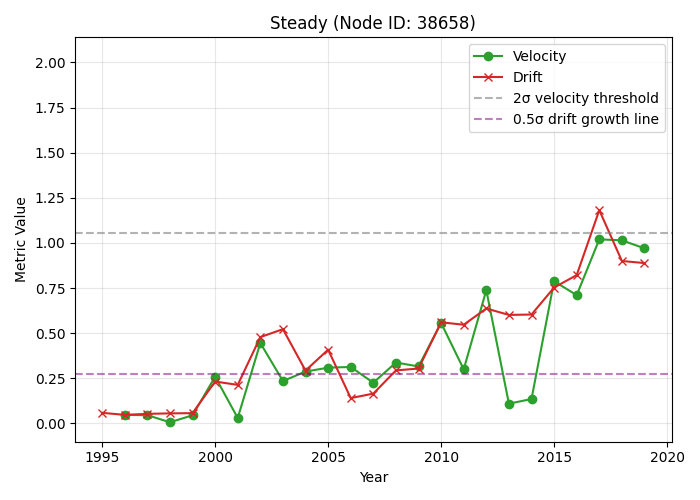 Steady (Node ID: 38658)
Velocity
Drift
2σ velocity threshold
0.5σ drift growth line
2.00
1.75
1.50
1.25
1.00
0.75
0.50
0.25
0.00
Metric Value
1995 2000 2005 2010 2015 2020
Year